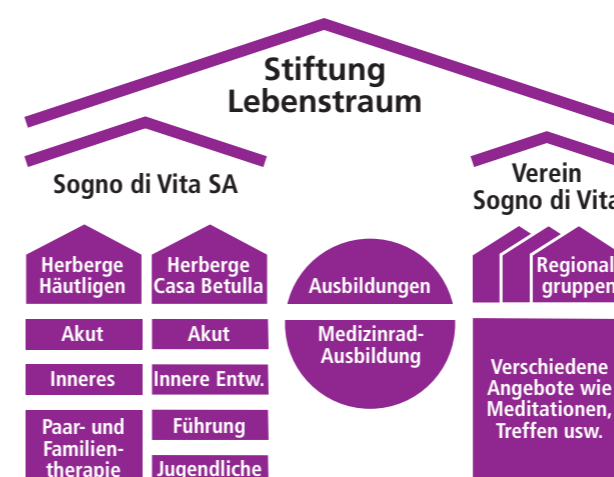 Stiftung
Lebenstraum
Sogno di Vita SA
Verein
Sogno di Vita
Herberge
Häutligen
Herberge
Casa Betulla
Ausbildungen
Regional
gruppen
Akut
Akut
Medizinrad-
Ausbildung
Inneres
Innere Entw.
Verschiedene
Angebote wie
Meditationen,
Treffen usw.
Paar- und
Familien-
therapie
Führung
Jugendliche